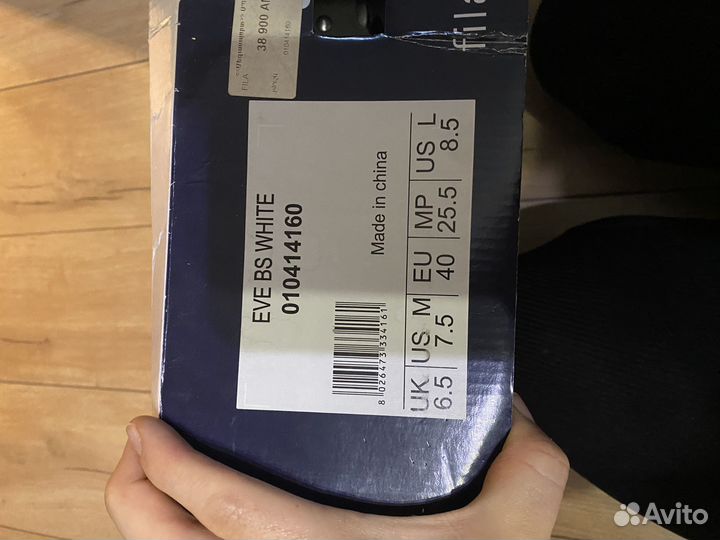 FILA
38 900
010414160
fila
EVE BS WHITE
010414160
Made in china
8 026473 334161
UK US M EU MP US L
6.5 7.5 40 25.5 8.5
Avito